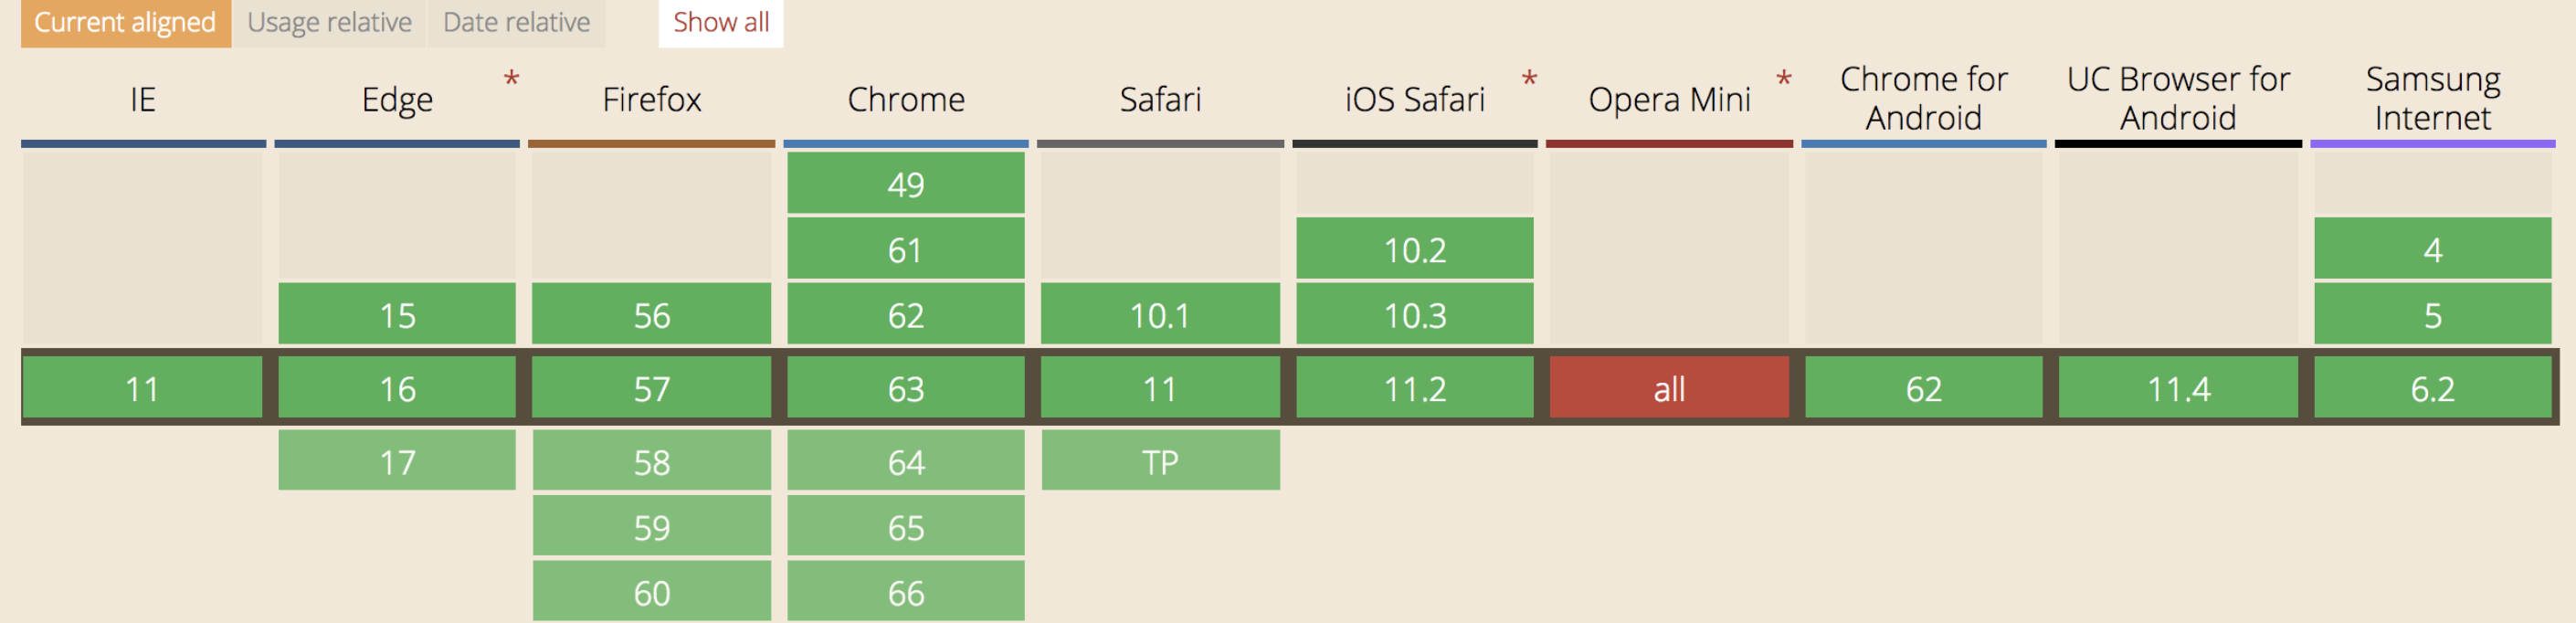 Current aligned Usage relative Date relative Show all
IE Edge * Firefox Chrome Safari iOS Safari * Opera Mini * Chrome for Android UC Browser for Android Samsung Internet
49
61 10.2 4
15 56 62 10.1 10.3 5
11 16 57 63 11 11.2 all 62 11.4 6.2
17 58 64 TP
59 65
60 66